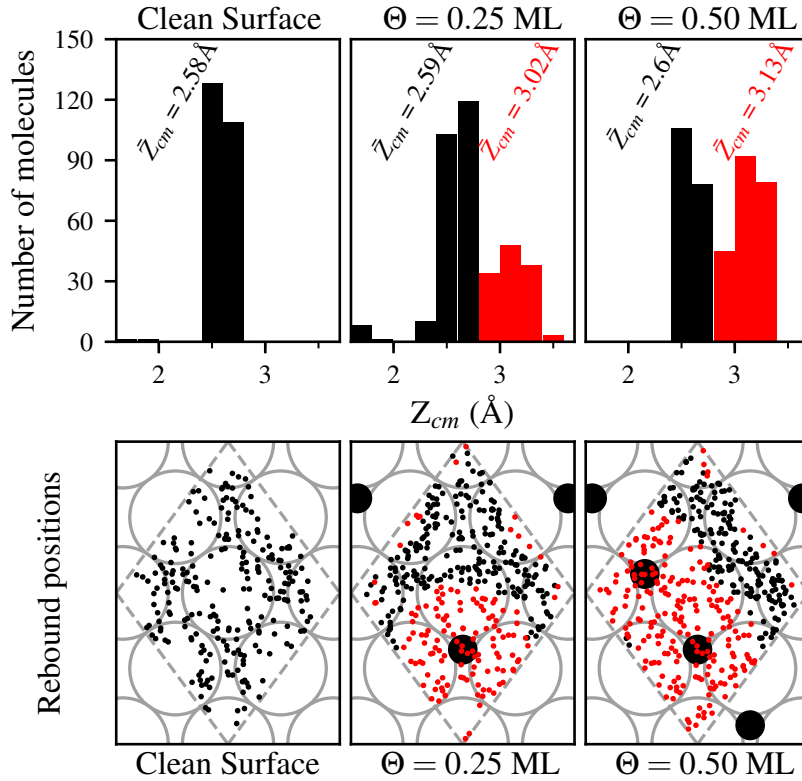 Clean Surface
Θ = 0.25 ML
Θ = 0.50 ML
Number of molecules
150
120
90
60
30
0
Z̄cm = 2.58Å
Z̄cm = 2.59Å
Z̄cm = 3.02Å
Z̄cm = 2.6Å
Z̄cm = 3.13Å
2
3
2
3
2
3
Zcm (Å)
Rebound positions
Clean Surface
Θ = 0.25 ML
Θ = 0.50 ML